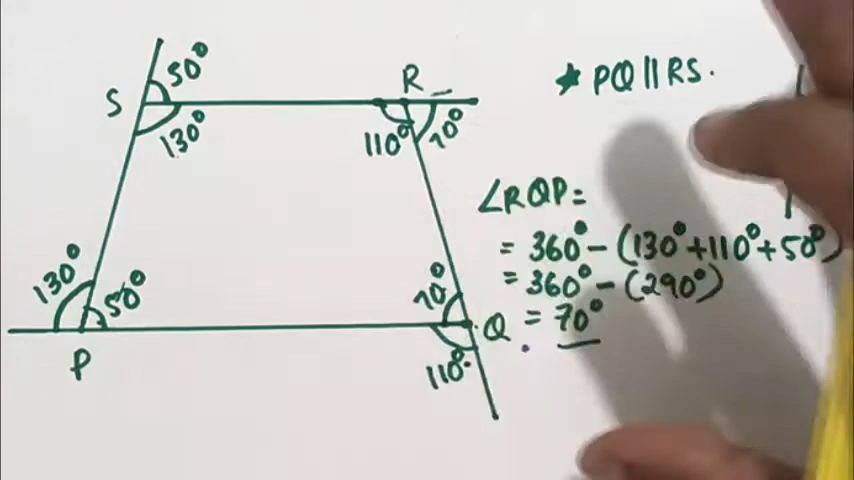 50°
S
130°
R
110°
70°
★ PQ||RS.
130°
50°
P
70°
Q
110°
∠RQP=
= 360° - (130°+110°+50°)
= 360° - (290°)
= 70°